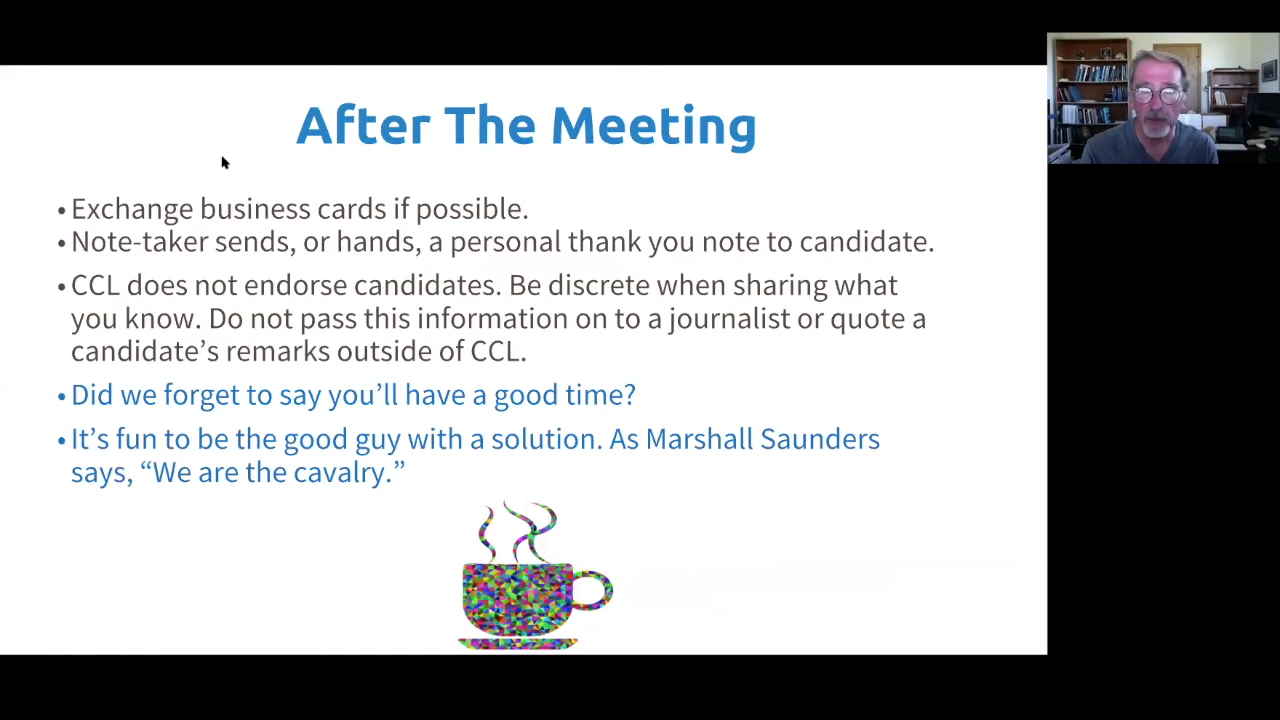 After The Meeting
• Exchange business cards if possible.
• Note-taker sends, or hands, a personal thank you note to candidate.
• CCL does not endorse candidates. Be discrete when sharing what
you know. Do not pass this information on to a journalist or quote a
candidate’s remarks outside of CCL.
• Did we forget to say you’ll have a good time?
• It’s fun to be the good guy with a solution. As Marshall Saunders
says, “We are the cavalry.”